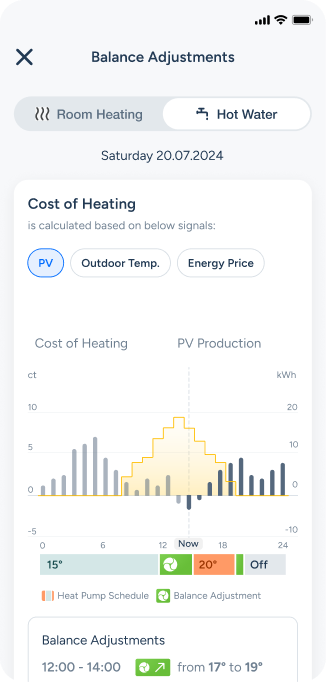 Balance Adjustments
Room Heating Hot Water
Saturday 20.07.2024
Cost of Heating
is calculated based on below signals:
PV Outdoor Temp. Energy Price
Cost of Heating PV Production
ct kWh
10 20
5 10
0 0
-5 -10
0 6 12 Now 18 24
15° 20° Off
Heat Pump Schedule Balance Adjustment
Balance Adjustments
12:00 - 14:00 from 17° to 19°